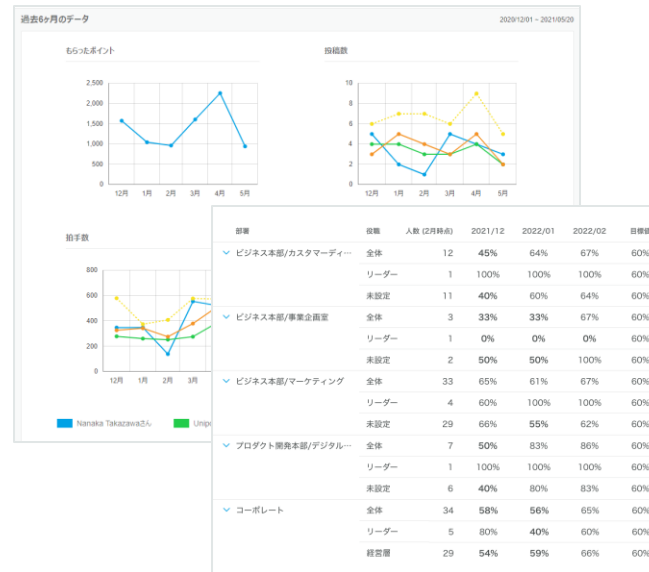 過去6ヶ月のデータ 2020/12/01 ~ 2021/05/20
もらったポイント
2,500
2,000
1,500
1,000
500
0
12月 1月 2月 3月 4月 5月
投稿数
10
8
6
4
2
0
12月 1月 2月 3月 4月 5月
拍手数
800
600
400
200
0
12月 1月 2月 3月
Nanaka Takazawaさん Unip
部署 役職 人数 (2月時点) 2021/12 2022/01 2022/02 目標値
ビジネス本部/カスタマーディ… 全体 12 45% 64% 67% 60%
リーダー 1 100% 100% 100% 60%
未設定 11 40% 60% 64% 60%
ビジネス本部/事業企画室 全体 3 33% 33% 67% 60%
リーダー 1 0% 0% 0% 60%
未設定 2 50% 50% 100% 60%
ビジネス本部/マーケティング 全体 33 65% 61% 67% 60%
リーダー 4 60% 100% 100% 60%
未設定 29 66% 55% 62% 60%
プロダクト開発本部/デジタル… 全体 7 50% 83% 86% 60%
リーダー 1 100% 100% 100% 60%
未設定 6 40% 80% 83% 60%
コーポレート 全体 34 58% 56% 65% 60%
リーダー 5 80% 40% 60% 60%
経営層 29 54% 59% 66% 60%